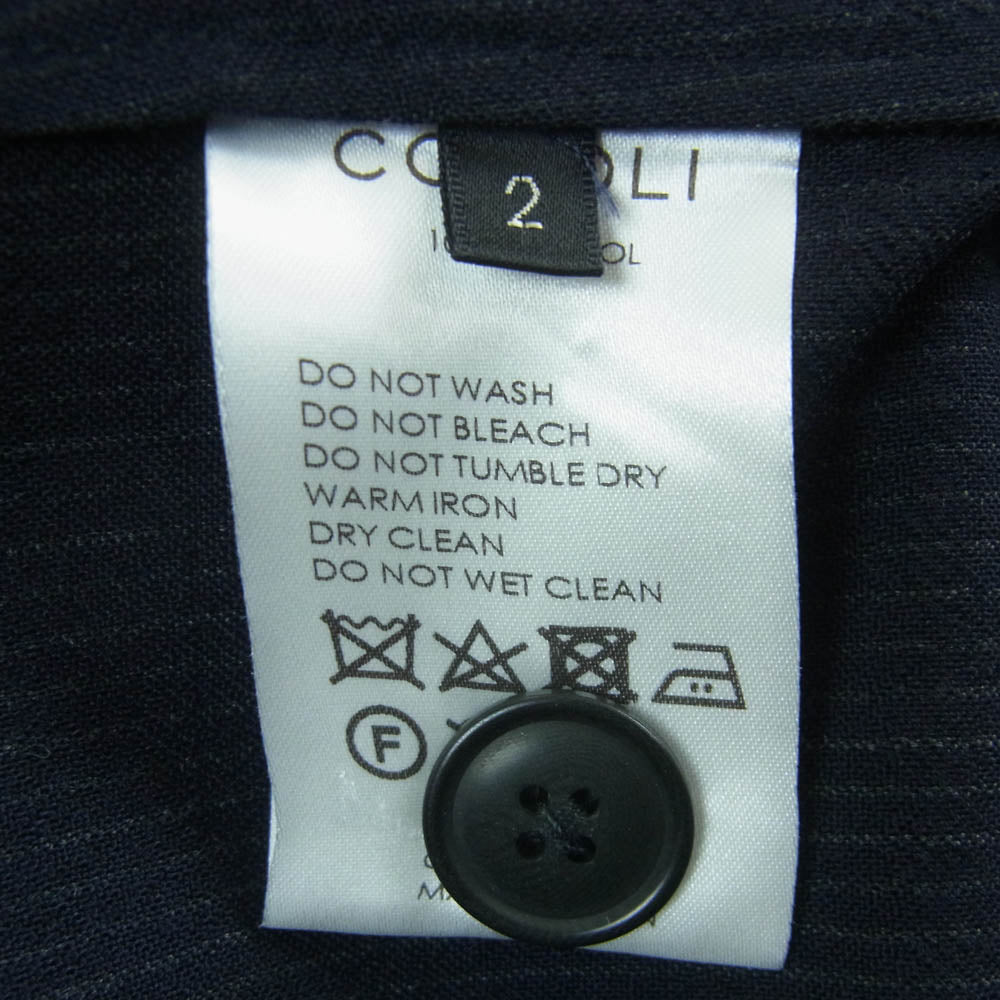 2
DO NOT WASH
DO NOT BLEACH
DO NOT TUMBLE DRY
WARM IRON
DRY CLEAN
DO NOT WET CLEAN
F